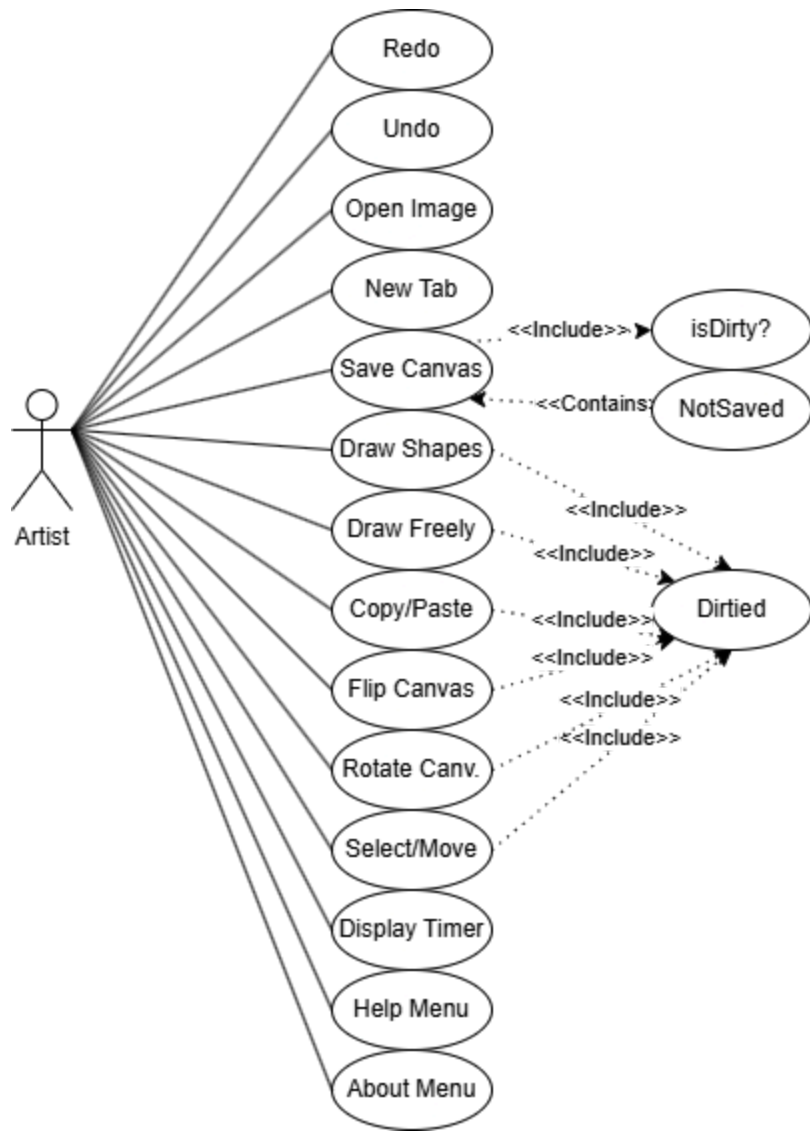 Redo
Undo
Open Image
New Tab
<<Include>>
isDirty?
Save Canvas
<<Contains
NotSaved
Draw Shapes
<<Include>>
Artist
Draw Freely
<<Include>>
Copy/Paste
<<Include>>
Dirtied
<<Include>>
Flip Canvas
<<Include>>
<<Include>>
Rotate Canv.
Select/Move
Display Timer
Help Menu
About Menu